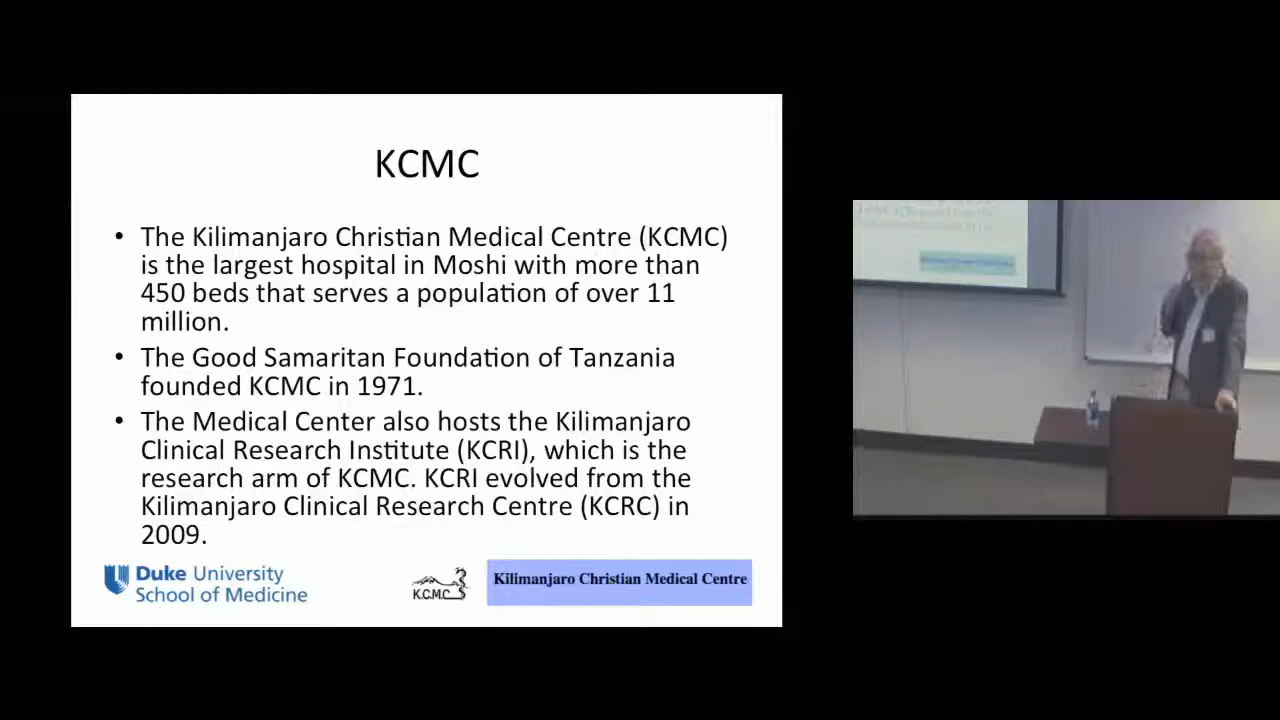 KCMC
• The Kilimanjaro Christian Medical Centre (KCMC)
is the largest hospital in Moshi with more than
450 beds that serves a population of over 11
million.
• The Good Samaritan Foundation of Tanzania
founded KCMC in 1971.
• The Medical Center also hosts the Kilimanjaro
Clinical Research Institute (KCRI), which is the
research arm of KCMC. KCRI evolved from the
Kilimanjaro Clinical Research Centre (KCRC) in
2009.
Duke University
School of Medicine
K.C.M.C
Kilimanjaro Christian Medical Centre